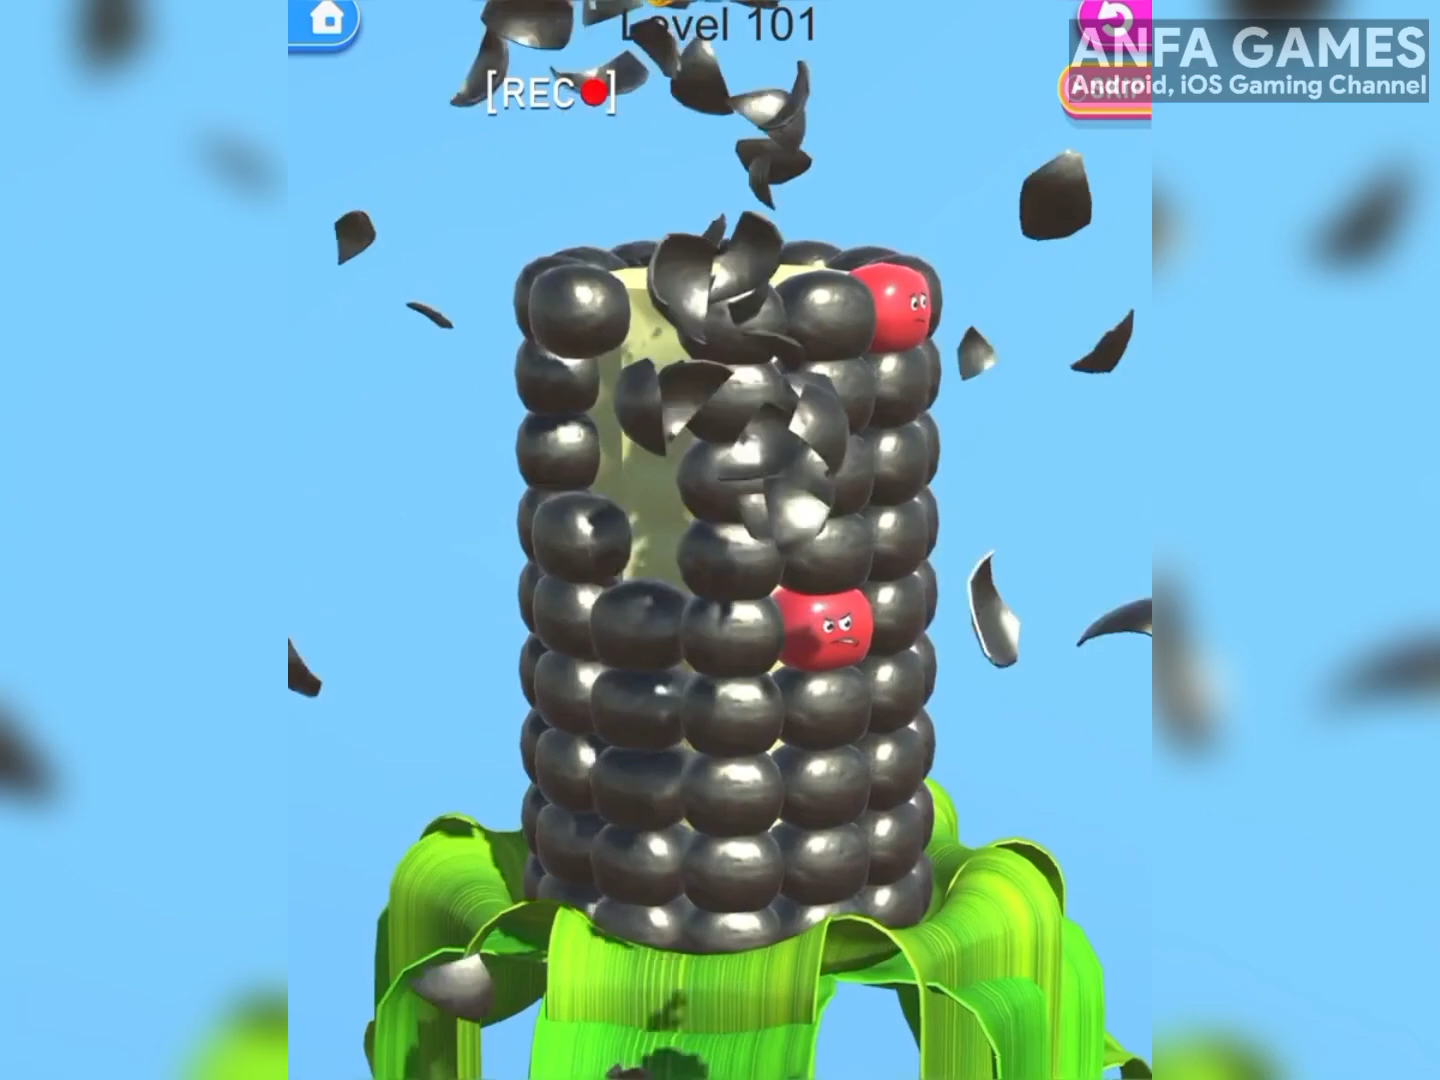 Level 101
[REC]
ANFA GAMES
Android, iOS Gaming Channel